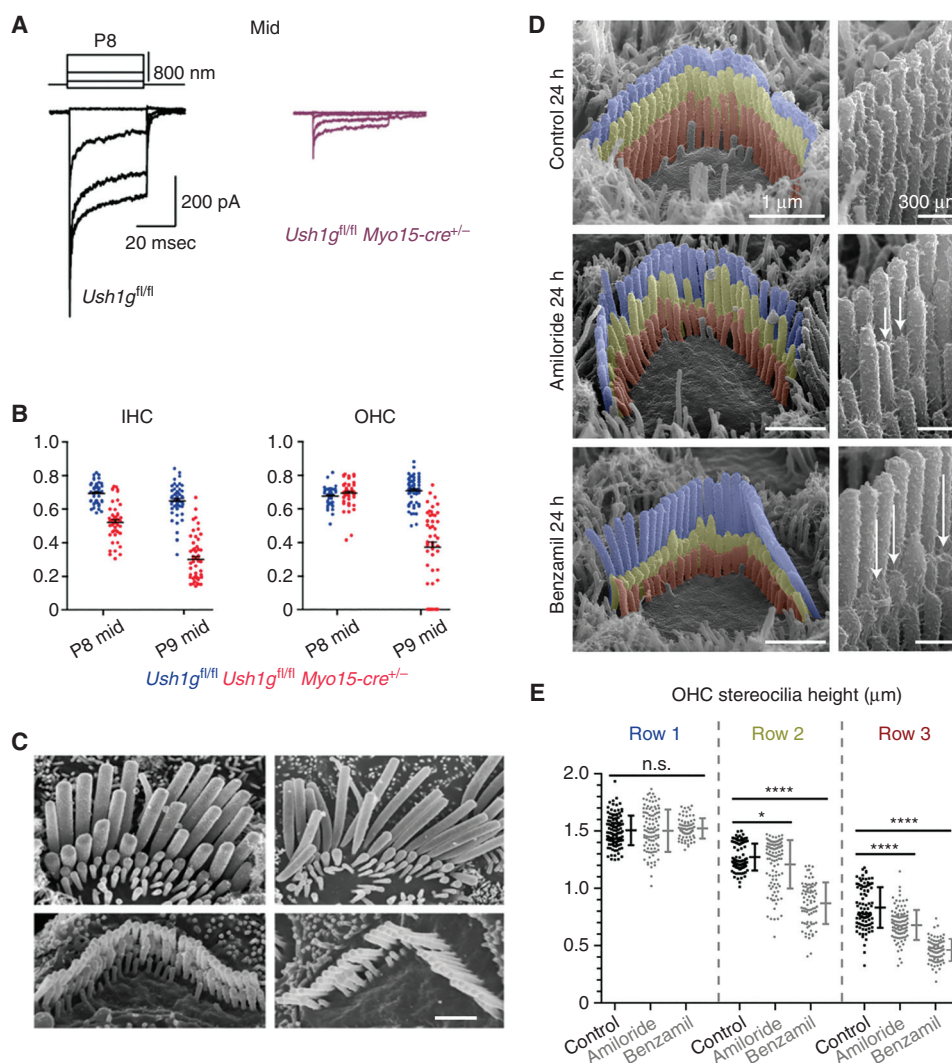 A
P8
Mid
800 nm
200 pA
20 msec
Ush1g^fl/fl
Ush1g^fl/fl Myo15-cre^+/–
B
IHC
OHC
1.0
0.8
0.6
0.4
0.2
0
P8 mid
P9 mid
1.0
0.8
0.6
0.4
0.2
0
P8 mid
P9 mid
Ush1g^fl/fl Ush1g^fl/fl Myo15-cre^+/–
C
D
Control 24 h
1 μm
300 μm
Amiloride 24 h
Benzamil 24 h
E
OHC stereocilia height (μm)
Row 1
Row 2
Row 3
n.s.
****
*
****
****
2.0
1.5
1.0
0.5
0
Control
Amiloride
Benzamil
Control
Amiloride
Benzamil
Control
Amiloride
Benzamil